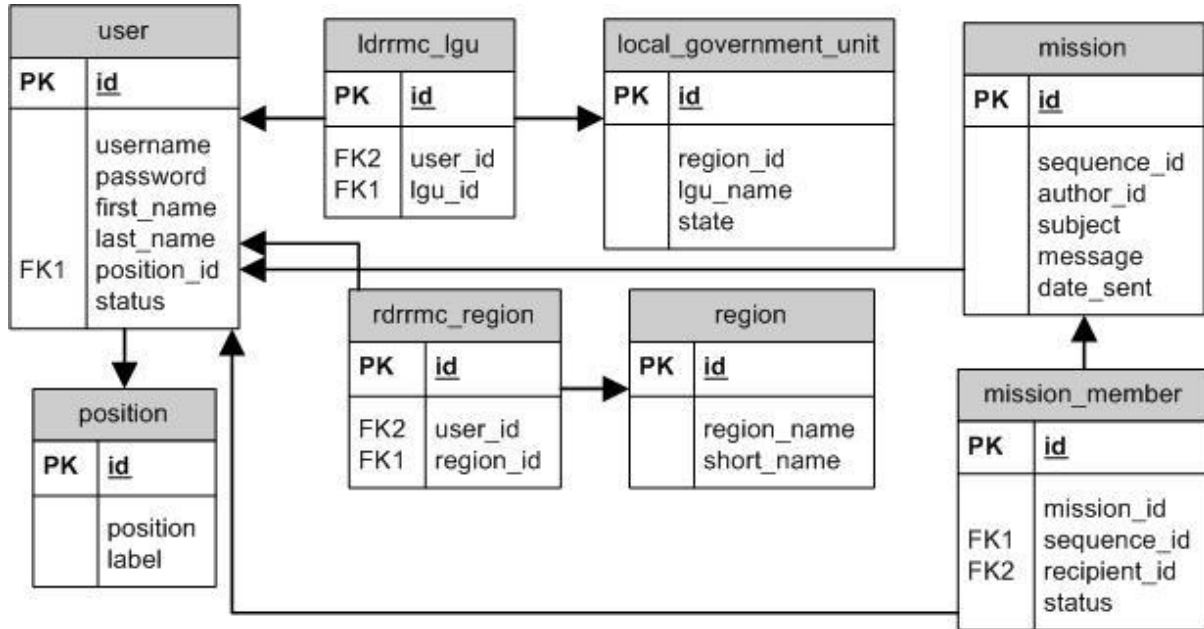 user
PK id
username
password
first_name
last_name
FK1 position_id
status
ldrrmc_lgu
PK id
FK2 user_id
FK1 lgu_id
local_government_unit
PK id
region_id
lgu_name
state
mission
PK id
sequence_id
author_id
subject
message
date_sent
rdrrmc_region
PK id
FK2 user_id
FK1 region_id
region
PK id
region_name
short_name
position
PK id
position
label
mission_member
PK id
mission_id
FK1 sequence_id
FK2 recipient_id
status